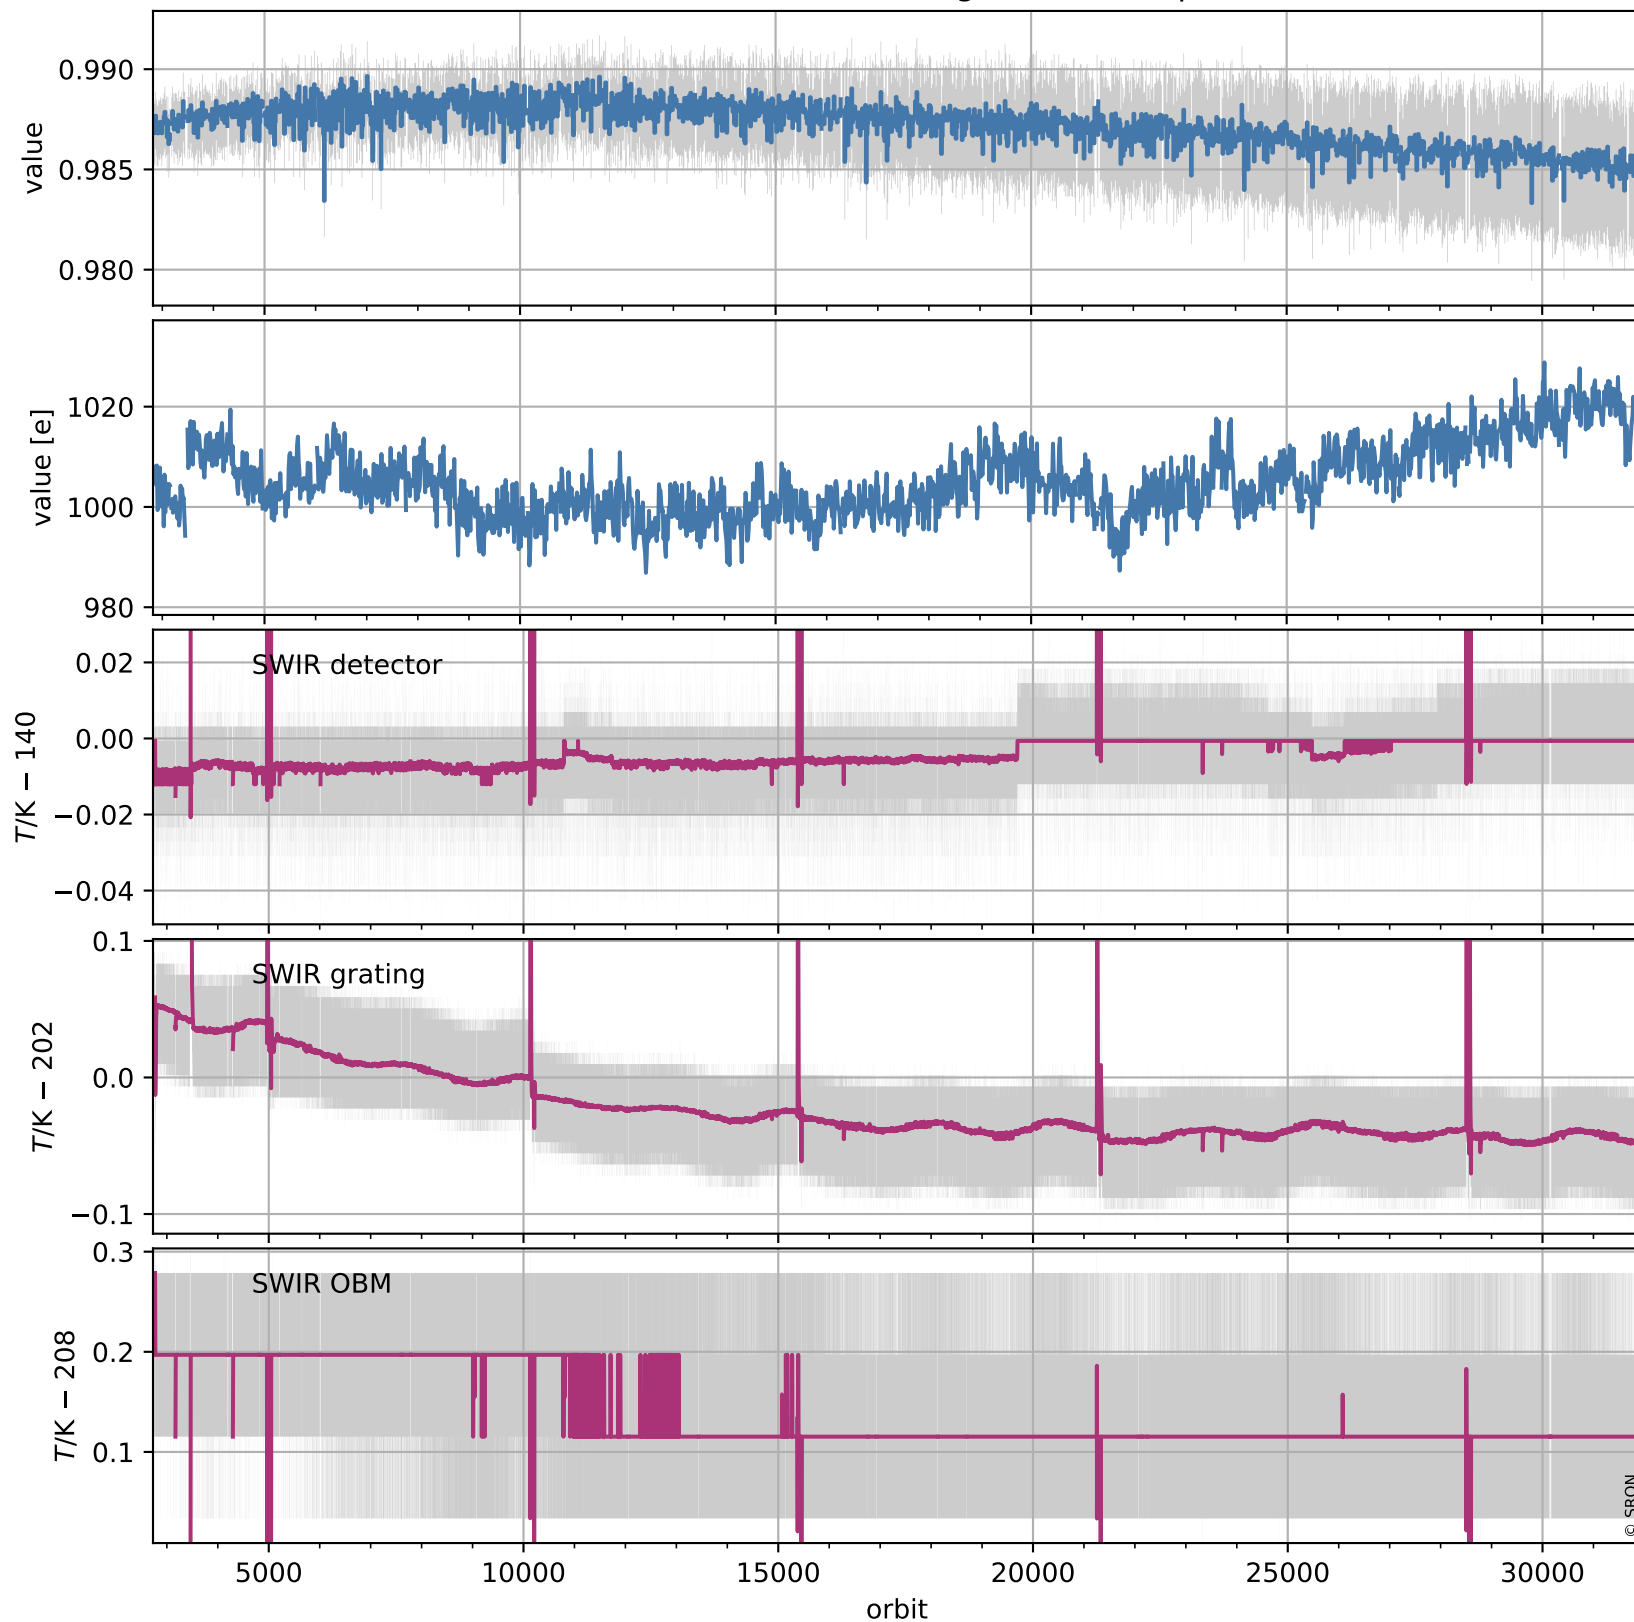 0.990
0.985
0.980
value
1020
1000
980
value [e]
SWIR detector
0.02
0.00
−0.02
−0.04
T/K − 140
SWIR grating
0.1
0.0
−0.1
T/K − 202
SWIR OBM
0.3
0.2
0.1
T/K − 208
© SRON
5000 10000 15000 20000 25000 30000
orbit